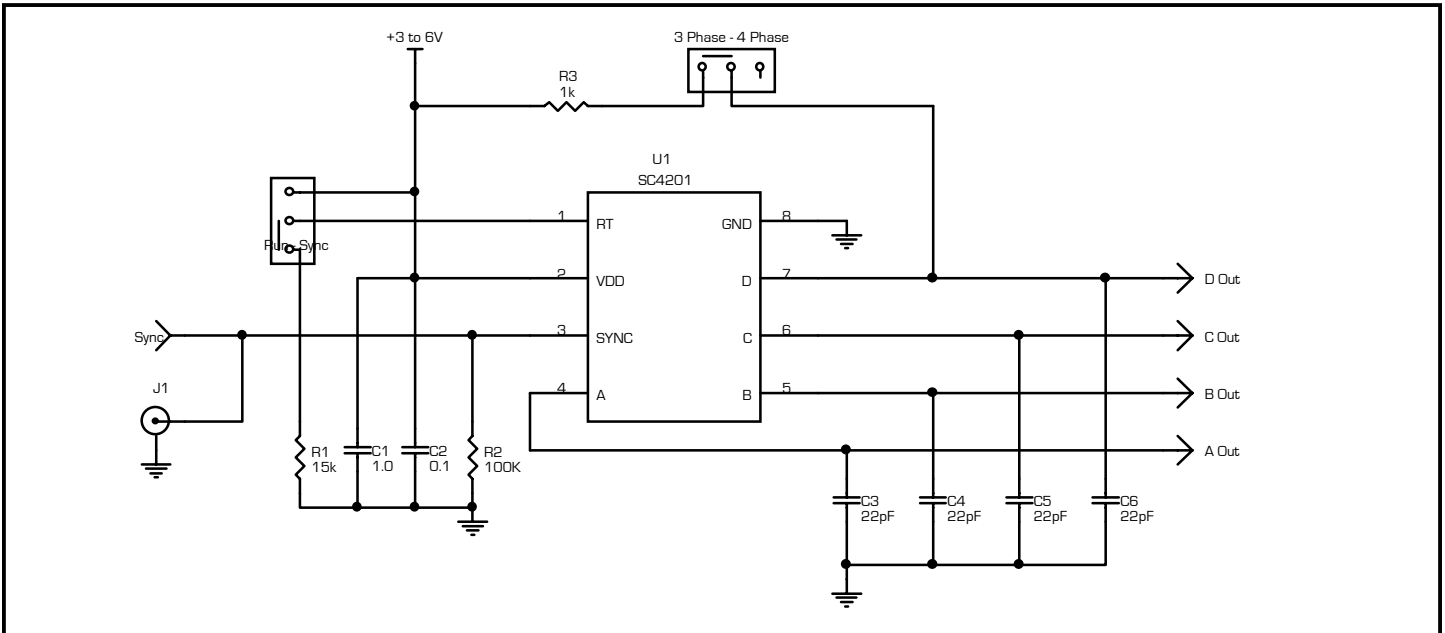 +3 to 6V
3 Phase - 4 Phase
R3
1k
U1
SC4201
Run - Sync
1
RT
GND
8
2
VDD
D
7
D Out
Sync
3
SYNC
C
6
C Out
J1
4
A
B
5
B Out
A Out
R1
15k
C1
1.0
C2
0.1
R2
100K
C3
22pF
C4
22pF
C5
22pF
C6
22pF